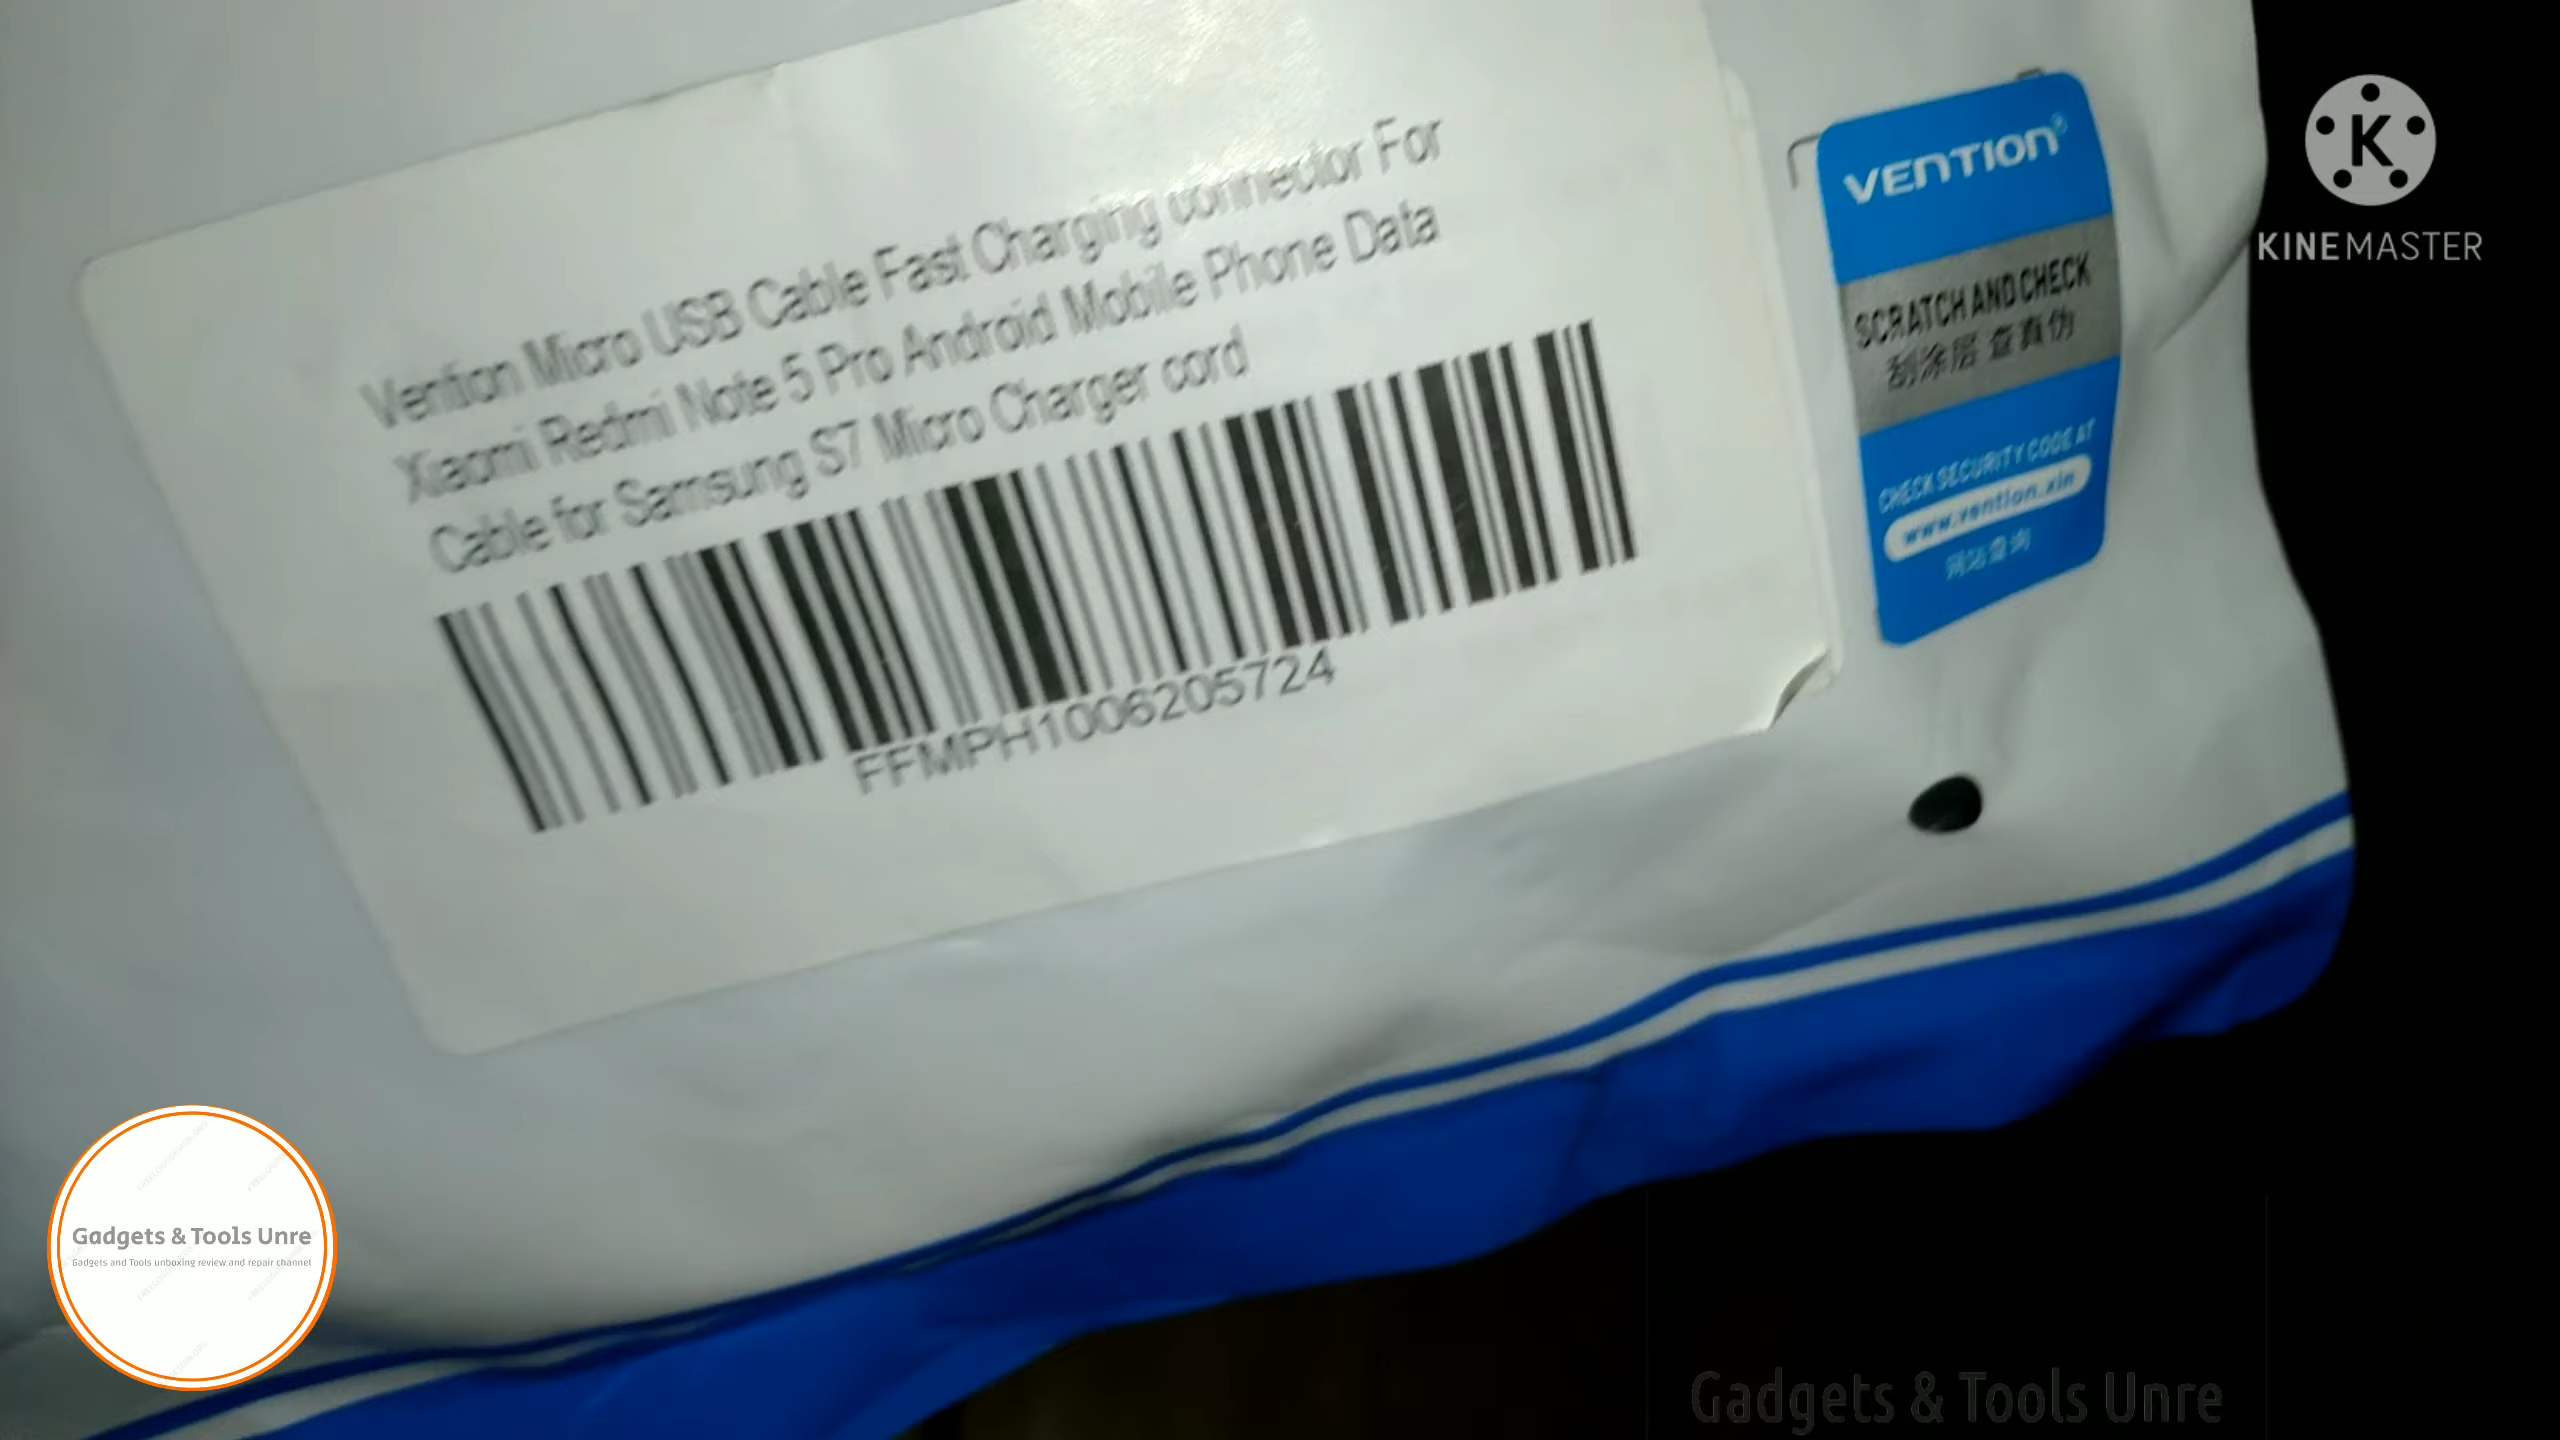 Vention Micro USB Cable Fast Charging connector For
Xiaomi Redmi Note 5 Pro Android Mobile Phone Data
Cable for Samsung S7 Micro Charger cord
FFMPH1006205724
VENTION®
SCRATCH AND CHECK
刮涂层 查真伪
CHECK SECURITY CODE AT
www.vention.xin
网站查询
K
KINEMASTER
Gadgets & Tools Unre
Gadgets and Tools unboxing review and repair channel
Gadgets & Tools Unre